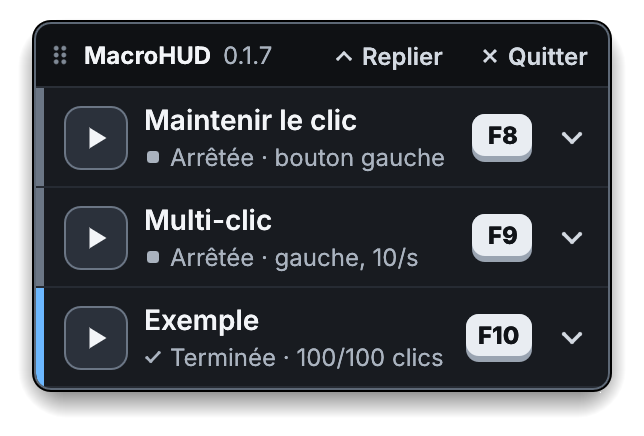 MacroHUD 0.1.7 Replier Quitter
Maintenir le clic
Arrêtée · bouton gauche
F8
Multi-clic
Arrêtée · gauche, 10/s
F9
Exemple
Terminée · 100/100 clics
F10